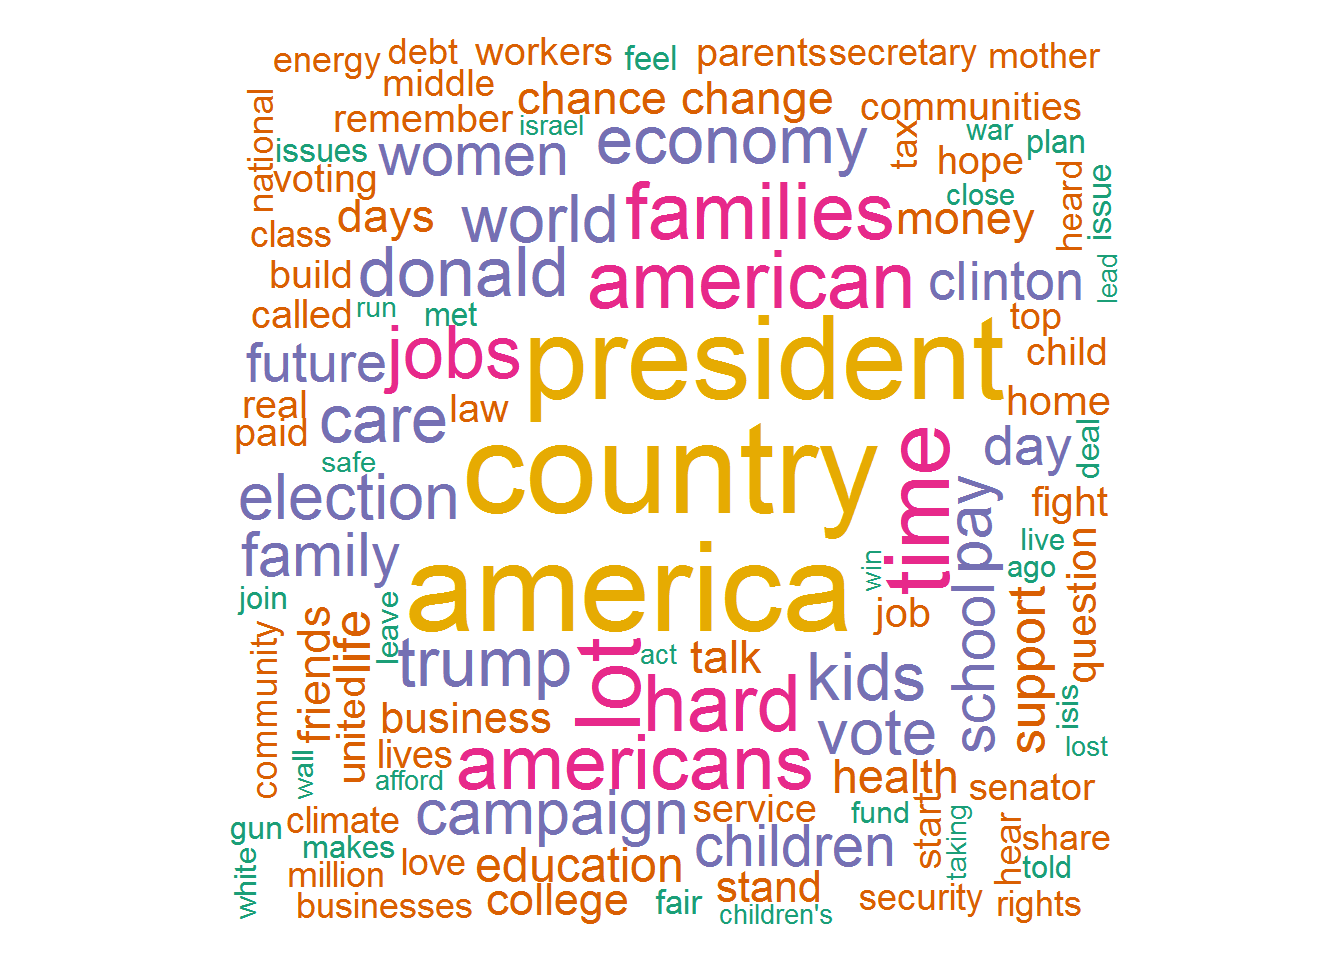 energy
debt
workers
feel
parents
secretary
mother
middle
chance
change
communities
national
remember
israel
economy
tax
war
plan
issues
women
hope
heard
issue
voting
close
class
days
world
families
money
build
donald
american
clinton
lead
called
run
met
top
future
jobs
president
child
real
care
law
home
paid
safe
country
time
day
deal
election
pay
fight
family
america
win
live
ago
join
leave
job
school
support
question
community
friends
life
united
trump
lot
act
talk
kids
isis
business
hard
vote
lost
wall
lives
afford
americans
health
senator
campaign
service
fund
start
taking
hear
share
gun
climate
makes
children
told
white
million
love
education
stand
security
rights
businesses
college
fair
children's